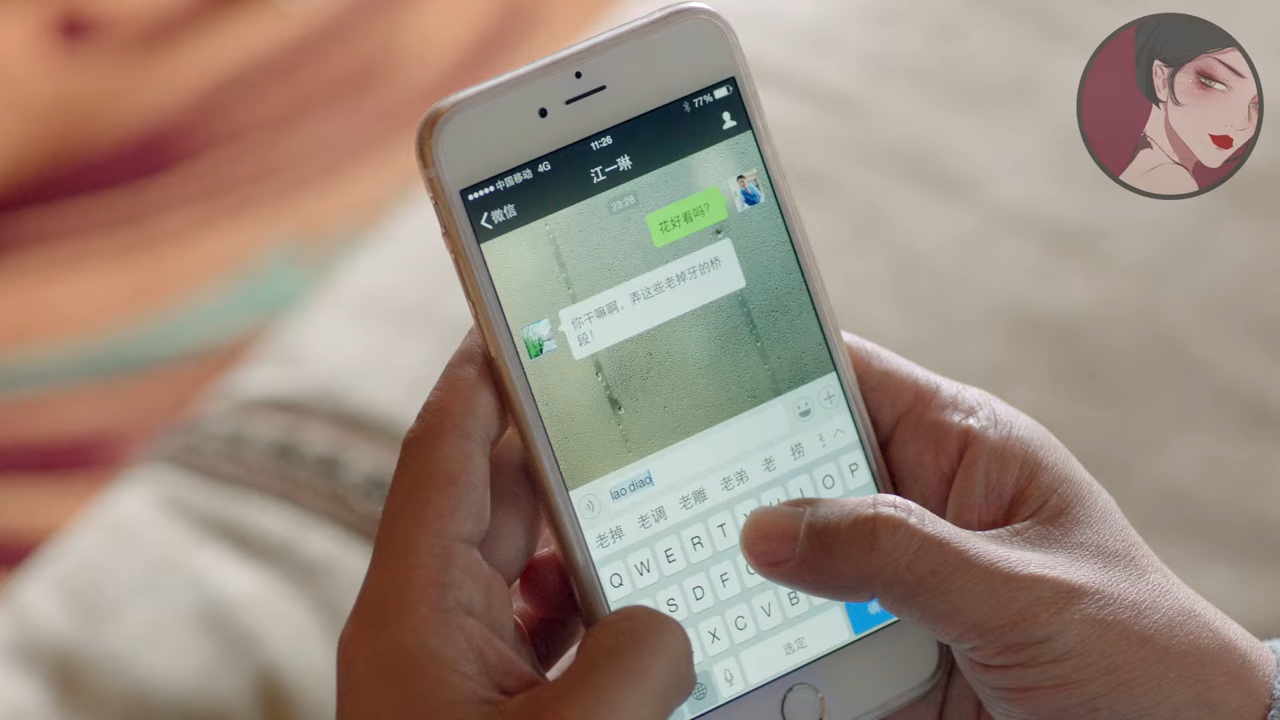 中国移动 4G 11:26 77%
微信 江一琳
23:28
花好看吗?
你干嘛啊，弄这些老掉牙的桥
段!
lao diao
老掉 老调 老雕 老弟 老 捞
Q W E R T O P
S D F
X C V B
选定